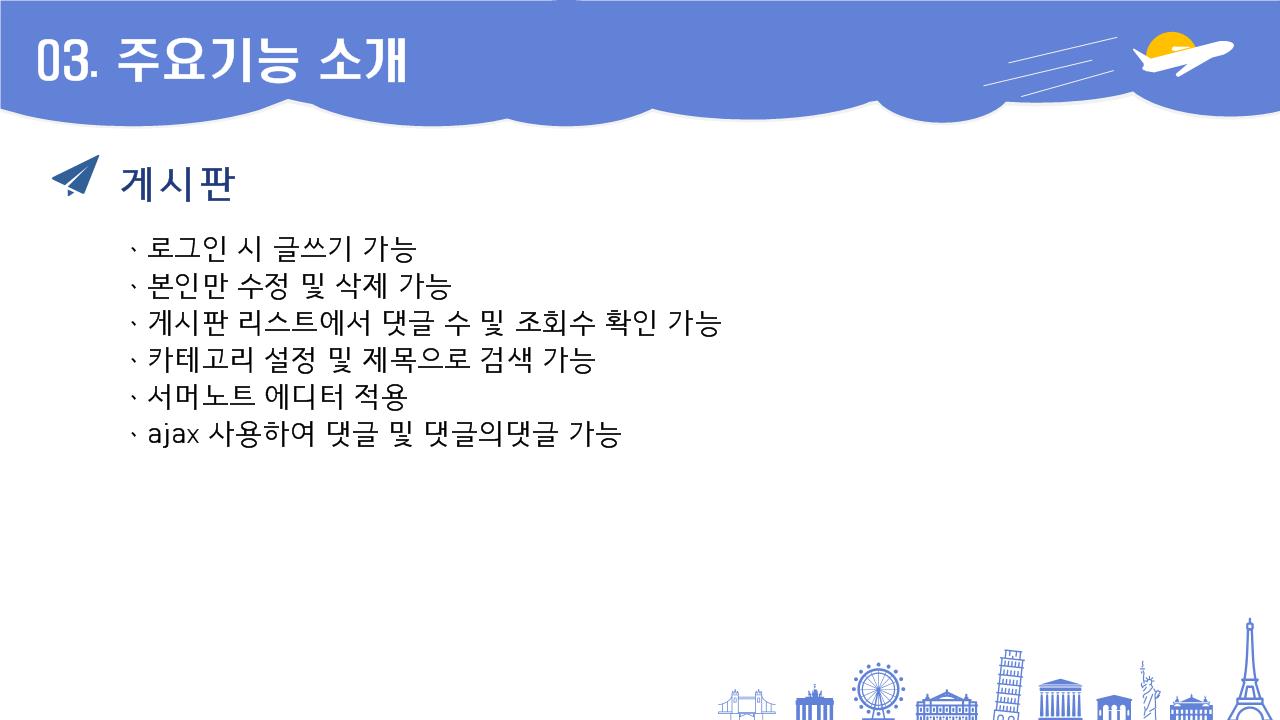 03. 주요기능 소개
게시판
· 로그인 시 글쓰기 가능
· 본인만 수정 및 삭제 가능
· 게시판 리스트에서 댓글 수 및 조회수 확인 가능
· 카테고리 설정 및 제목으로 검색 가능
· 서머노트 에디터 적용
· ajax 사용하여 댓글 및 댓글의댓글 가능